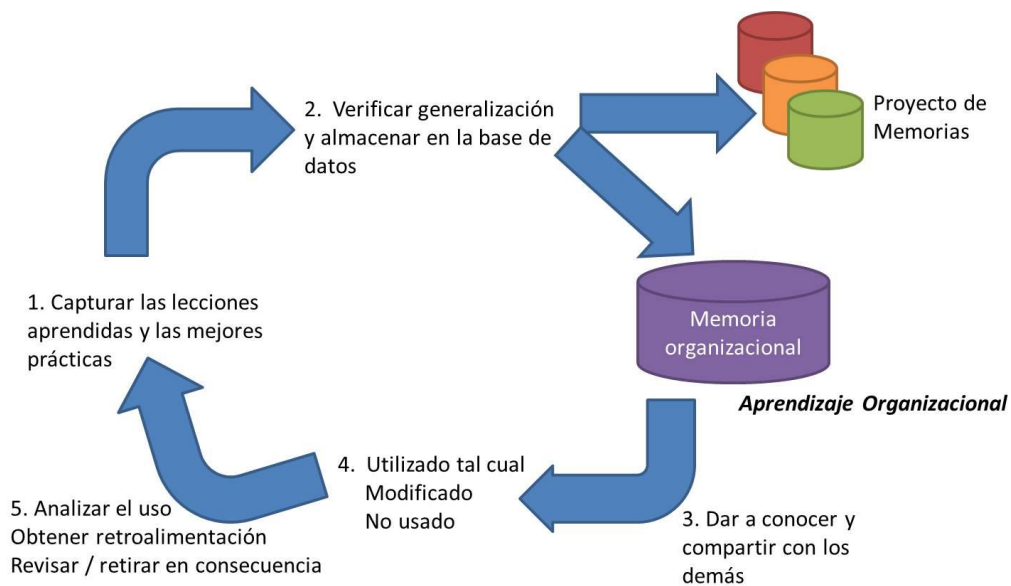 2. Verificar generalización
y almacenar en la base de
datos
Proyecto de
Memorias
1. Capturar las lecciones
aprendidas y las mejores
prácticas
Memoria
organizacional
Aprendizaje Organizacional
4. Utilizado tal cual
Modificado
No usado
3. Dar a conocer y
compartir con los
demás
5. Analizar el uso
Obtener retroalimentación
Revisar / retirar en consecuencia